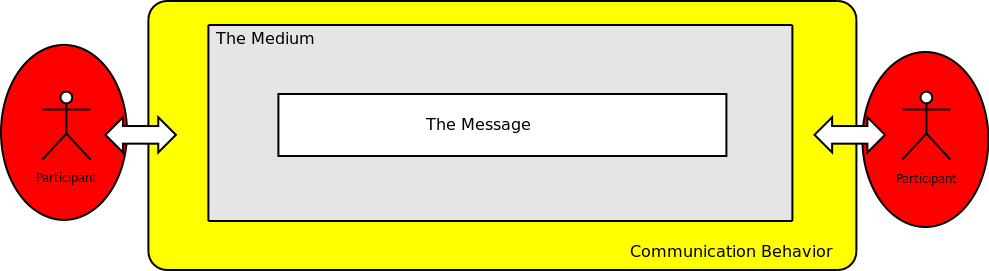 The Medium
The Message
Participant
Participant
Communication Behavior